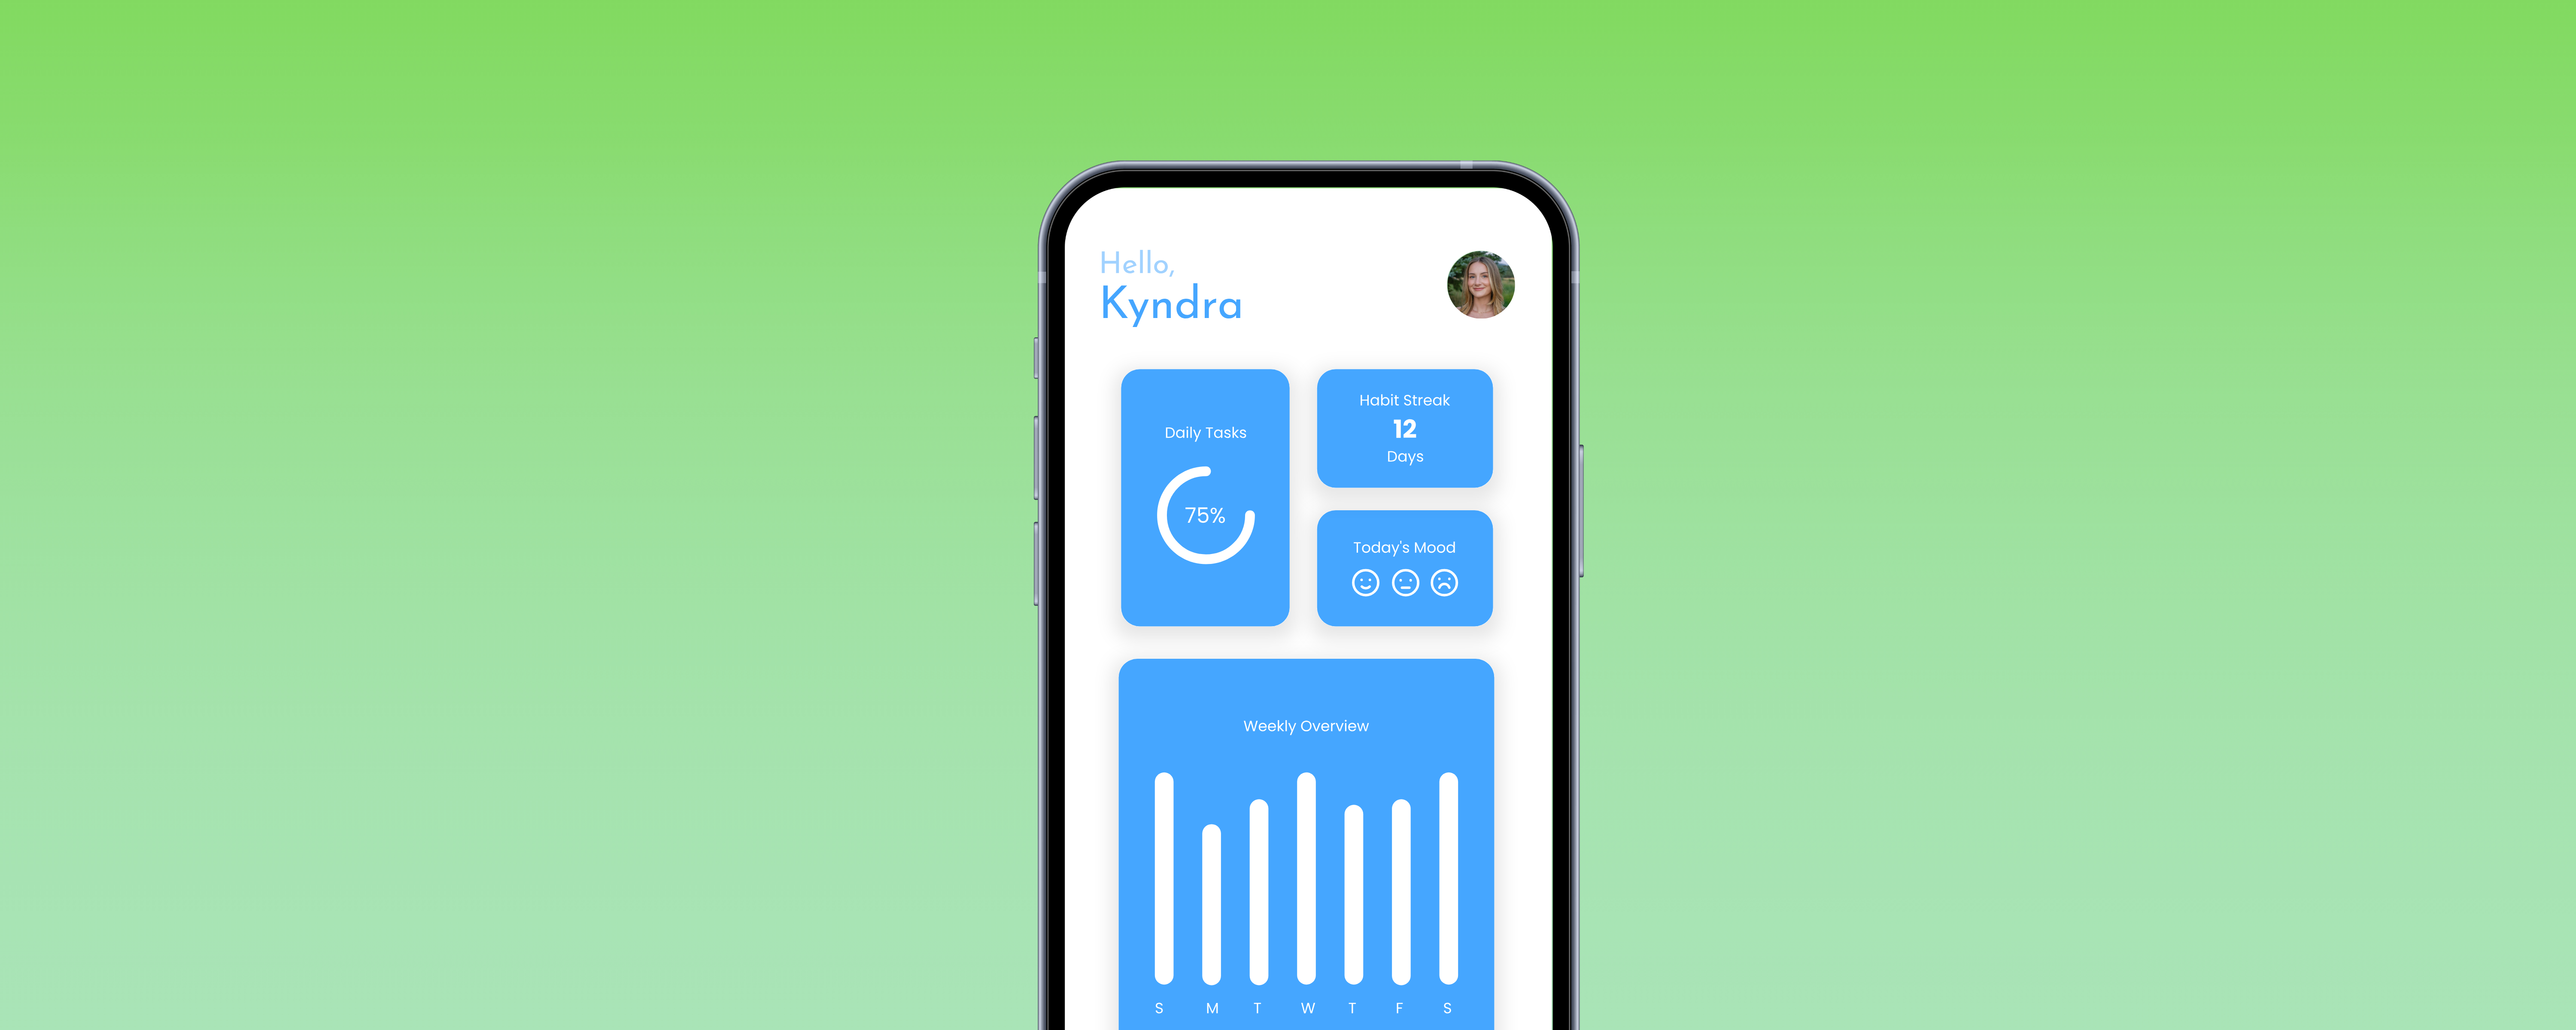 Hello,
Kyndra
Daily Tasks
75%
Habit Streak
12
Days
Today's Mood
Weekly Overview
S M T W T F S